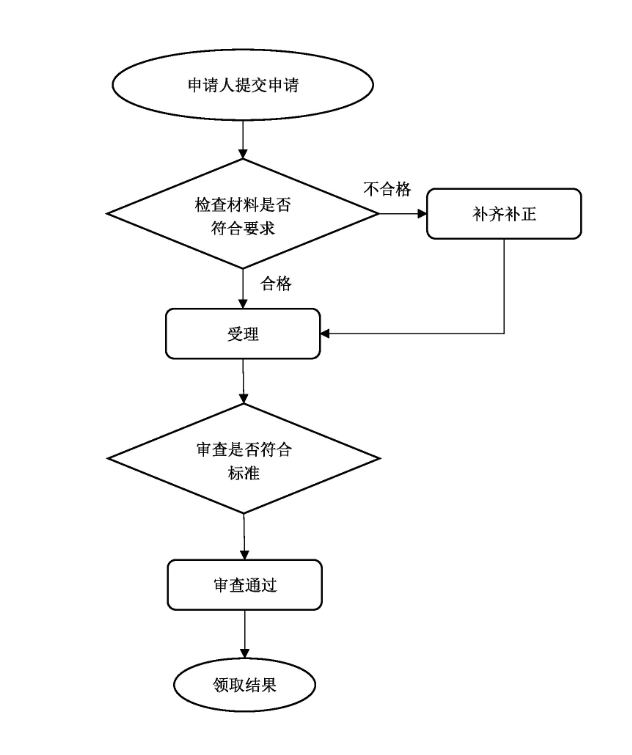 申请人提交申请
检查材料是否
符合要求
不合格
补齐补正
合格
受理
审查是否符合
标准
审查通过
领取结果